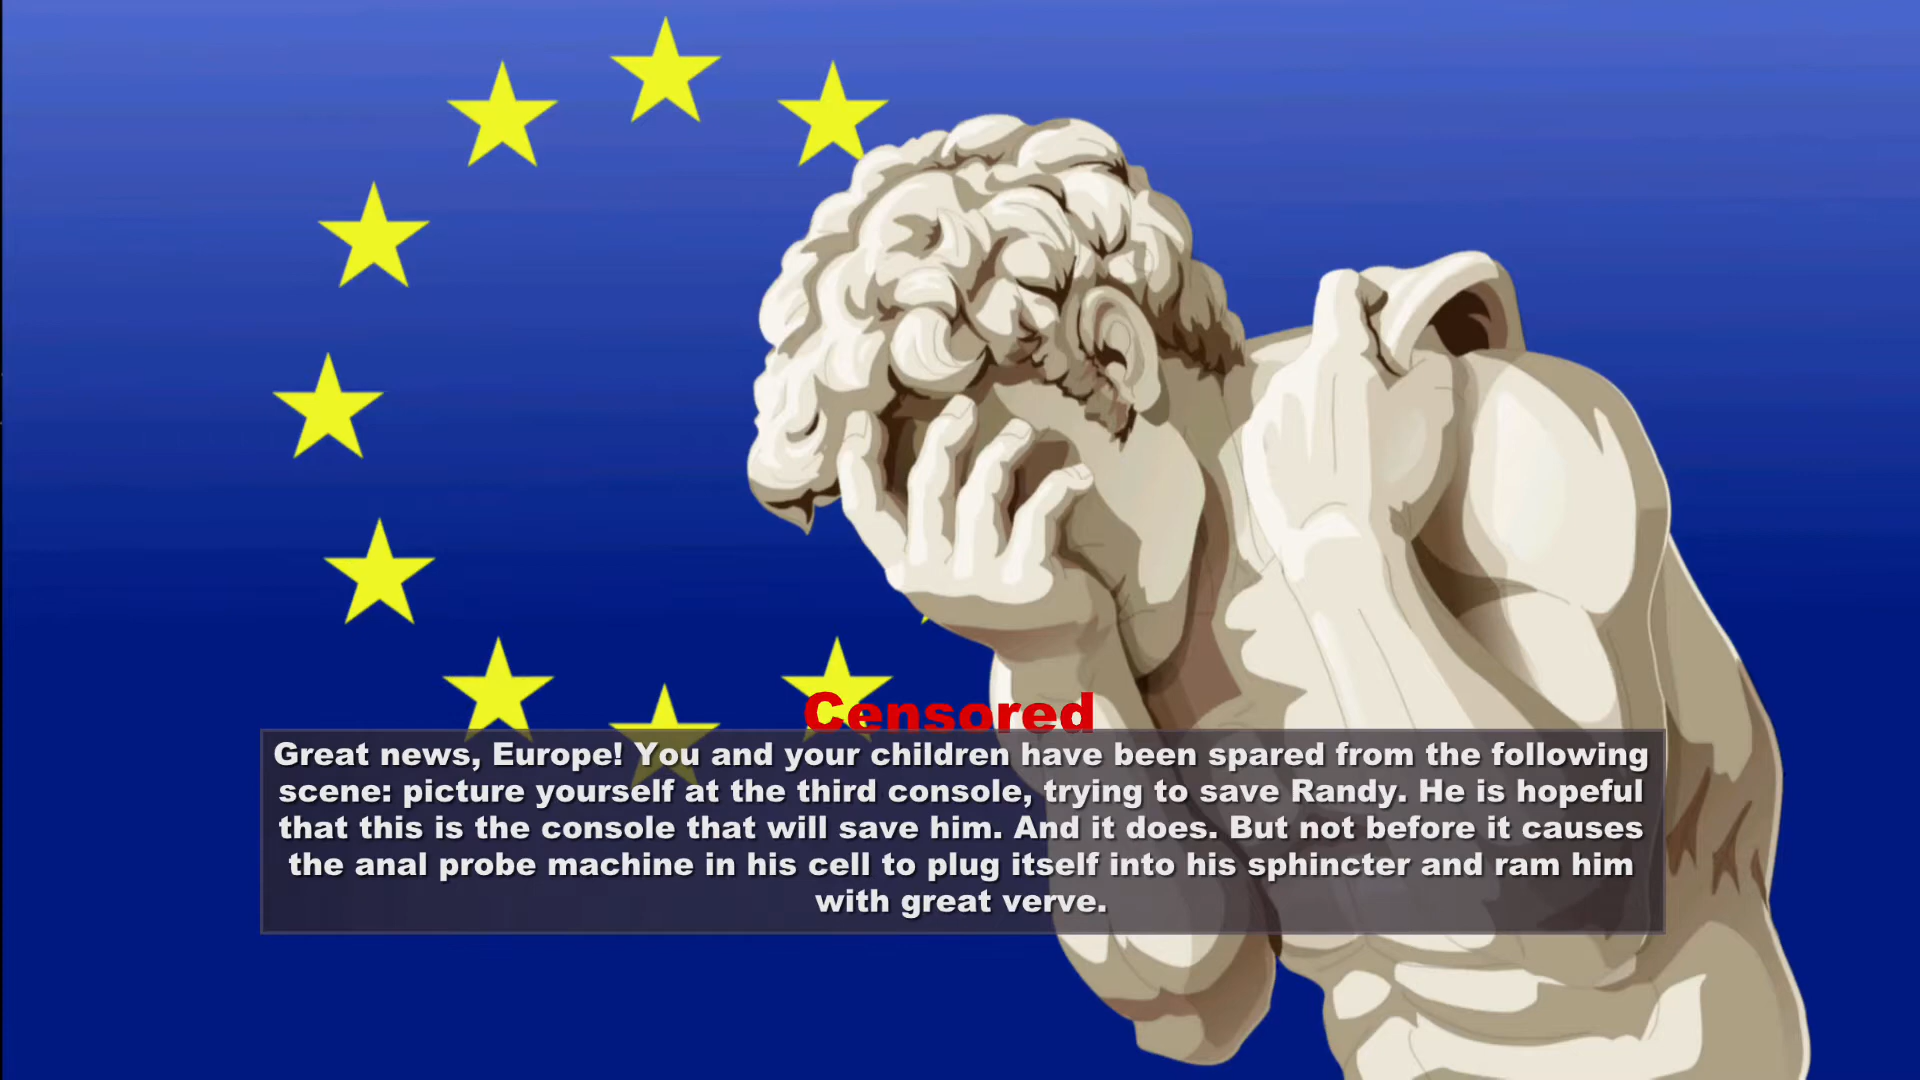 Censored
Great news, Europe! You and your children have been spared from the following
scene: picture yourself at the third console, trying to save Randy. He is hopeful
that this is the console that will save him. And it does. But not before it causes
the anal probe machine in his cell to plug itself into his sphincter and ram him
with great verve.